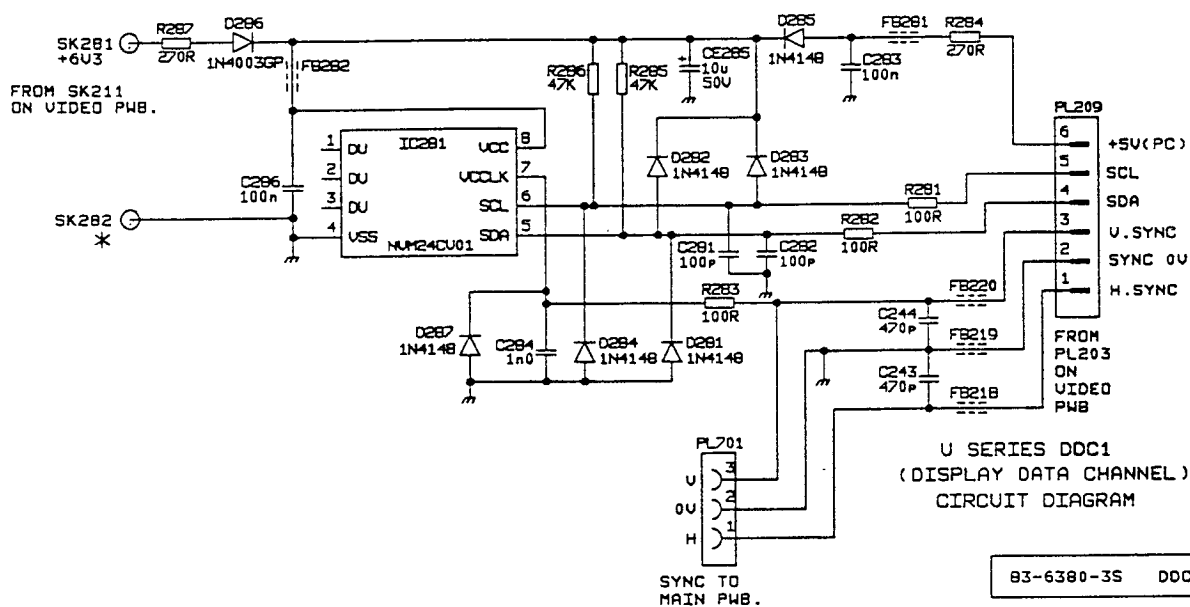 SK281
+6V3
R287
270R
D286
1N4003GP
FB282
FROM SK211
ON VIDEO PWB.
R286
47K
R285
47K
CE285
10u
50V
+
D285
1N4148
C283
100n
FB281
R284
270R
PL209
6
+5V(PC)
5
SCL
4
SDA
3
V.SYNC
2
SYNC 0V
1
H.SYNC
FROM
PL203
ON
VIDEO
PWB
C286
100n
SK282
*
IC281
1
DU
2
DU
3
DU
4
VSS
VCC
8
VCCLK
7
SCL
6
SDA
5
NVM24CV01
D282
1N4148
D283
1N4148
R281
100R
R282
100R
C281
100p
C282
100p
R283
100R
D287
1N4148
C284
1n0
D284
1N4148
D281
1N4148
FB220
C244
470p
FB219
C243
470p
FB218
PL701
V
3
0V
2
H
1
SYNC TO
MAIN PWB.
U SERIES DDC1
(DISPLAY DATA CHANNEL)
CIRCUIT DIAGRAM
83-6380-3S DDC